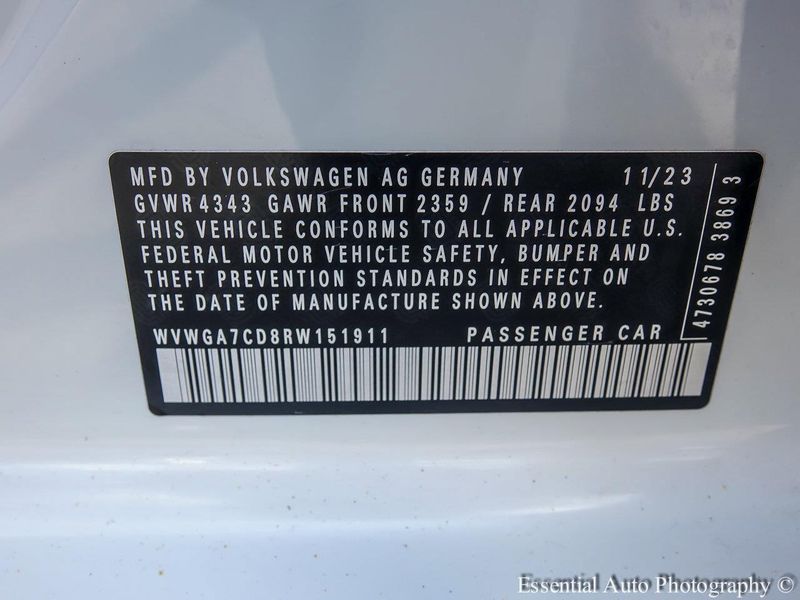 MFD BY VOLKSWAGEN AG GERMANY 11/23
GVWR 4343 GAWR FRONT 2359 / REAR 2094 LBS
THIS VEHICLE CONFORMS TO ALL APPLICABLE U.S.
FEDERAL MOTOR VEHICLE SAFETY, BUMPER AND
THEFT PREVENTION STANDARDS IN EFFECT ON
THE DATE OF MANUFACTURE SHOWN ABOVE.
WVWGA7CD8RW151911 PASSENGER CAR
4730678 3869 3
Essential Auto Photography ©